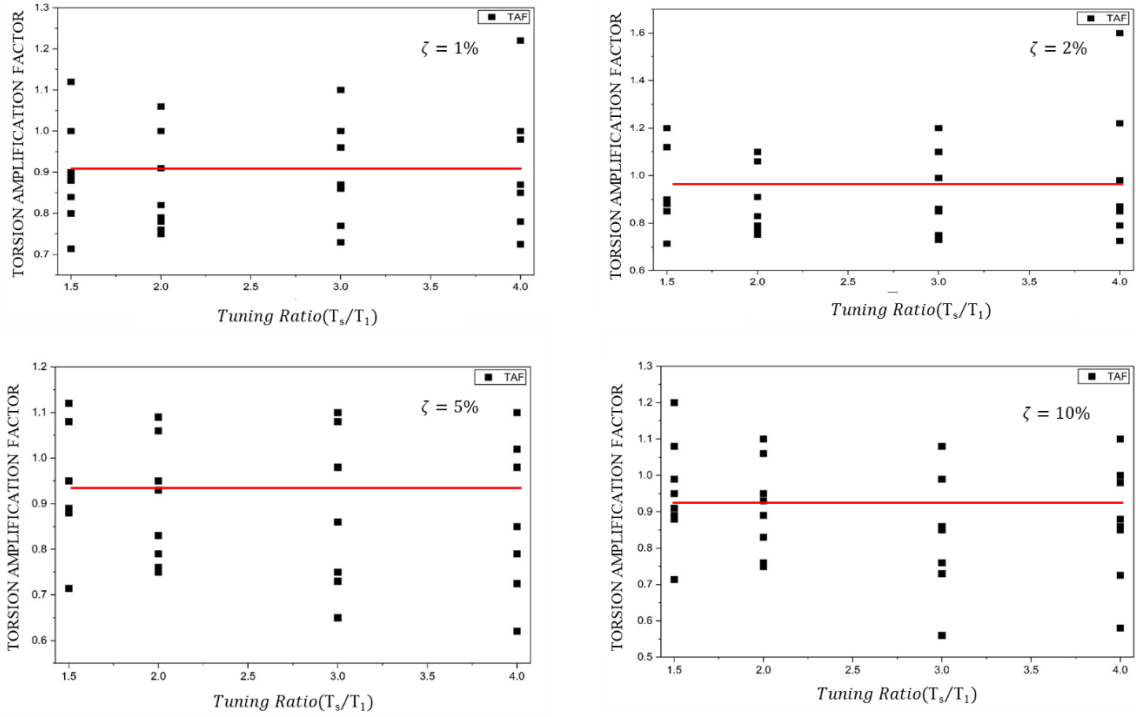 TORSION AMPLIFICATION FACTOR
1.3
1.2
1.1
1.0
0.9
0.8
0.7
TAF
ζ = 1%
1.5 2.0 2.5 3.0 3.5 4.0
Tuning Ratio(Ts/T1)
TORSION AMPLIFICATION FACTOR
1.6
1.4
1.2
1.0
0.8
0.6
TAF
ζ = 2%
1.5 2.0 2.5 3.0 3.5 4.0
Tuning Ratio(Ts/T1)
TORSION AMPLIFICATION FACTOR
1.2
1.1
1.0
0.9
0.8
0.7
0.6
TAF
ζ = 5%
1.5 2.0 2.5 3.0 3.5 4.0
Tuning Ratio(Ts/T1)
TORSION AMPLIFICATION FACTOR
1.3
1.2
1.1
1.0
0.9
0.8
0.7
0.6
0.5
TAF
ζ = 10%
1.5 2.0 2.5 3.0 3.5 4.0
Tuning Ratio(Ts/T1)